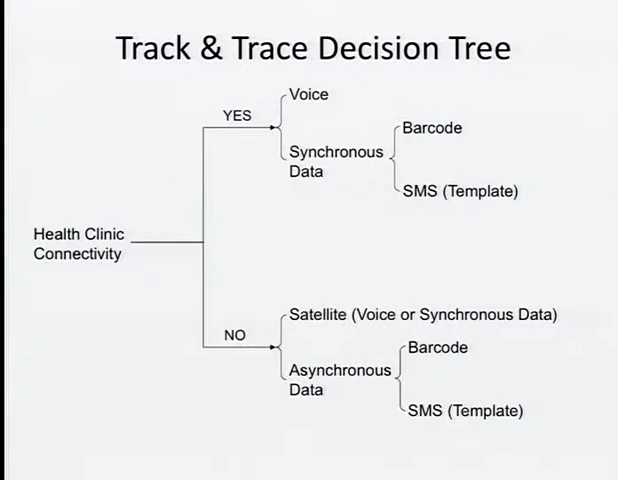 Track & Trace Decision Tree
Voice
YES
Barcode
Synchronous
Data
SMS (Template)
Health Clinic
Connectivity
Satellite (Voice or Synchronous Data)
NO
Barcode
Asynchronous
Data
SMS (Template)